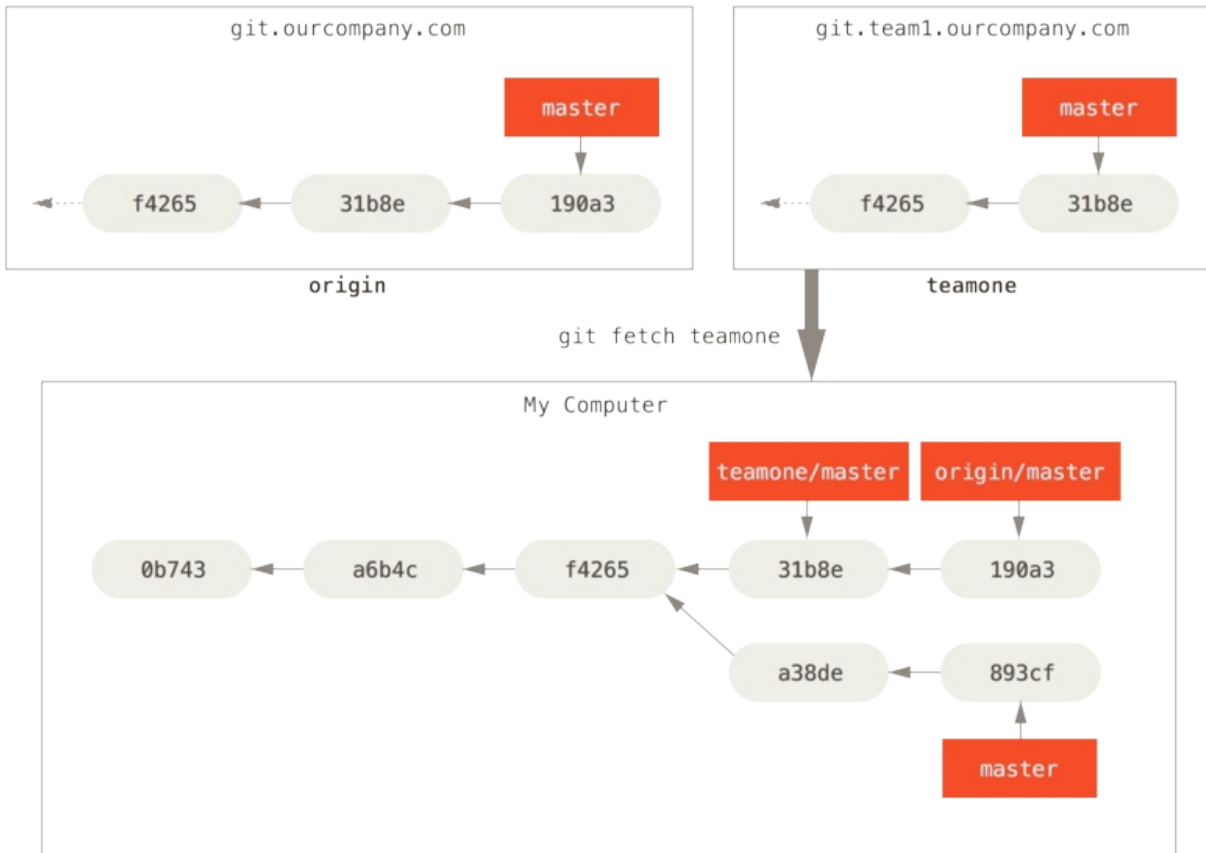 git.ourcompany.com
master
f4265
31b8e
190a3
origin
git.team1.ourcompany.com
master
f4265
31b8e
teamone
git fetch teamone
My Computer
teamone/master
origin/master
0b743
a6b4c
f4265
31b8e
190a3
a38de
893cf
master